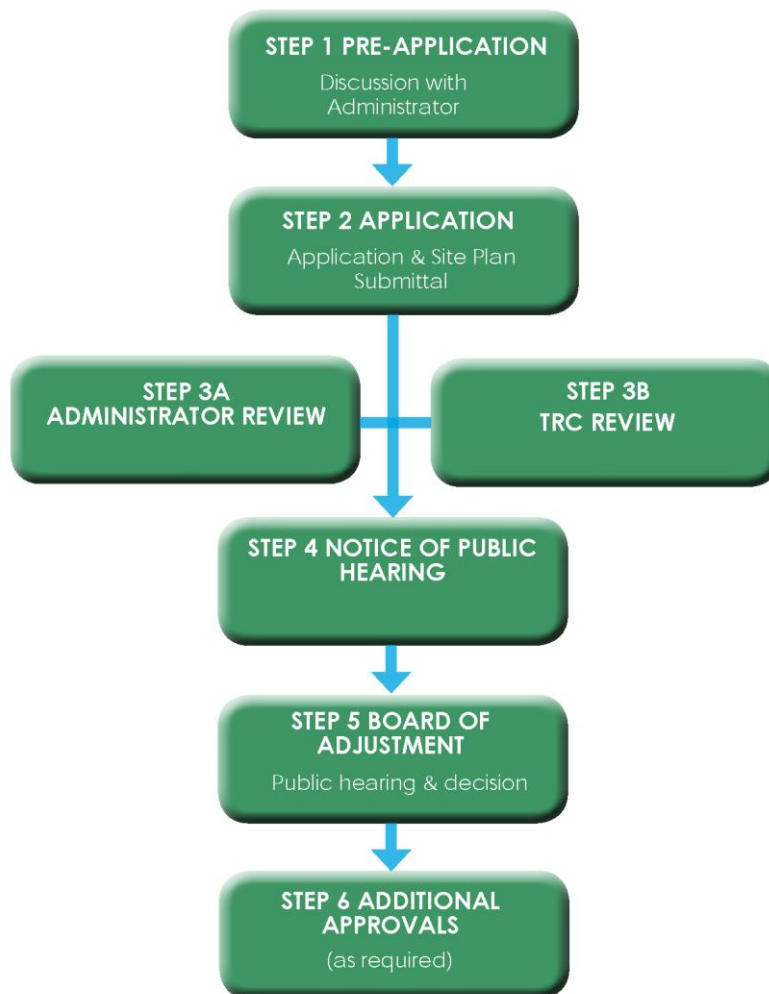 STEP 1 PRE-APPLICATION
Discussion with
Administrator
STEP 2 APPLICATION
Application & Site Plan
Submittal
STEP 3A
ADMINISTRATOR REVIEW
STEP 3B
TRC REVIEW
STEP 4 NOTICE OF PUBLIC
HEARING
STEP 5 BOARD OF
ADJUSTMENT
Public hearing & decision
STEP 6 ADDITIONAL
APPROVALS
(as required)